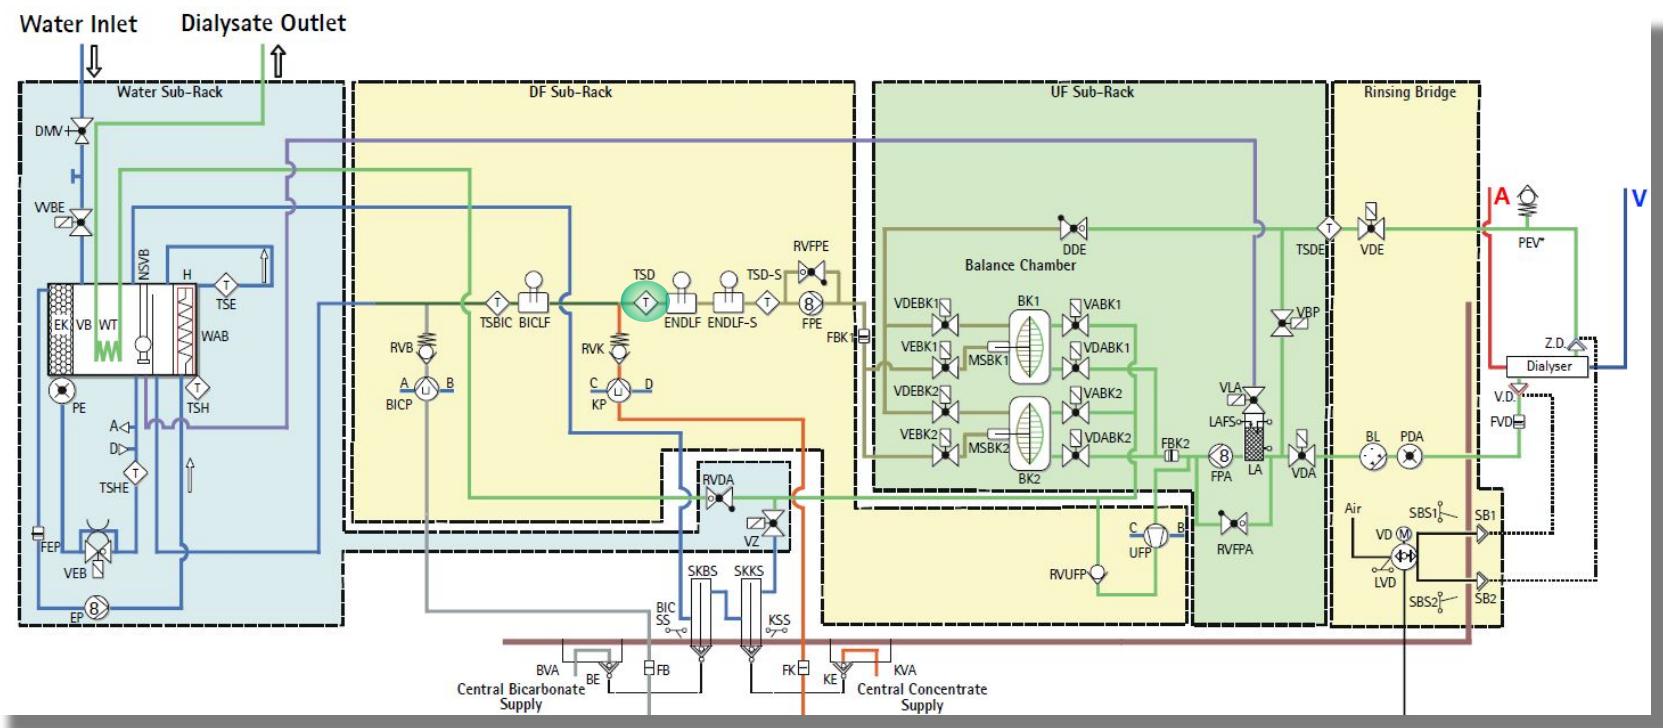 Water Inlet
Dialysate Outlet
Water Sub-Rack
DF Sub-Rack
UF Sub-Rack
Rinsing Bridge
DMV
VVBE
NSVB
H
T
TSE
EK
VB
WT
WAB
PE
T
TSH
A
D
T
TSHE
FEP
VEB
EP
8
T
TSBIC
BICLF
RVB
A
B
U
BICP
TSD
T
ENDLF
ENDLF-S
TSD-S
T
RVFPE
8
FPE
RVK
C
D
U
KP
FBK1
DDE
Balance Chamber
VDEBK1
BK1
VABK1
VEBK1
MSBK1
VDABK1
VDEBK2
VABK2
VEBK2
MSBK2
VDABK2
BK2
FBK2
VLA
LAFS
LA
8
FPA
VDA
RVFPA
VBP
T
TSDE
VDE
A
V
PEV*
Z.D.
Dialyser
V.D.
FVD
BL
PDA
Air
SBS1
SB1
VD
M
LVD
SBS2
SB2
RVDA
VZ
C
B
UFP
RVUFP
SKBS
SKKS
BIC
SS
KSS
BVA
BE
FB
FK
KE
KVA
Central Bicarbonate
Supply
Central Concentrate
Supply